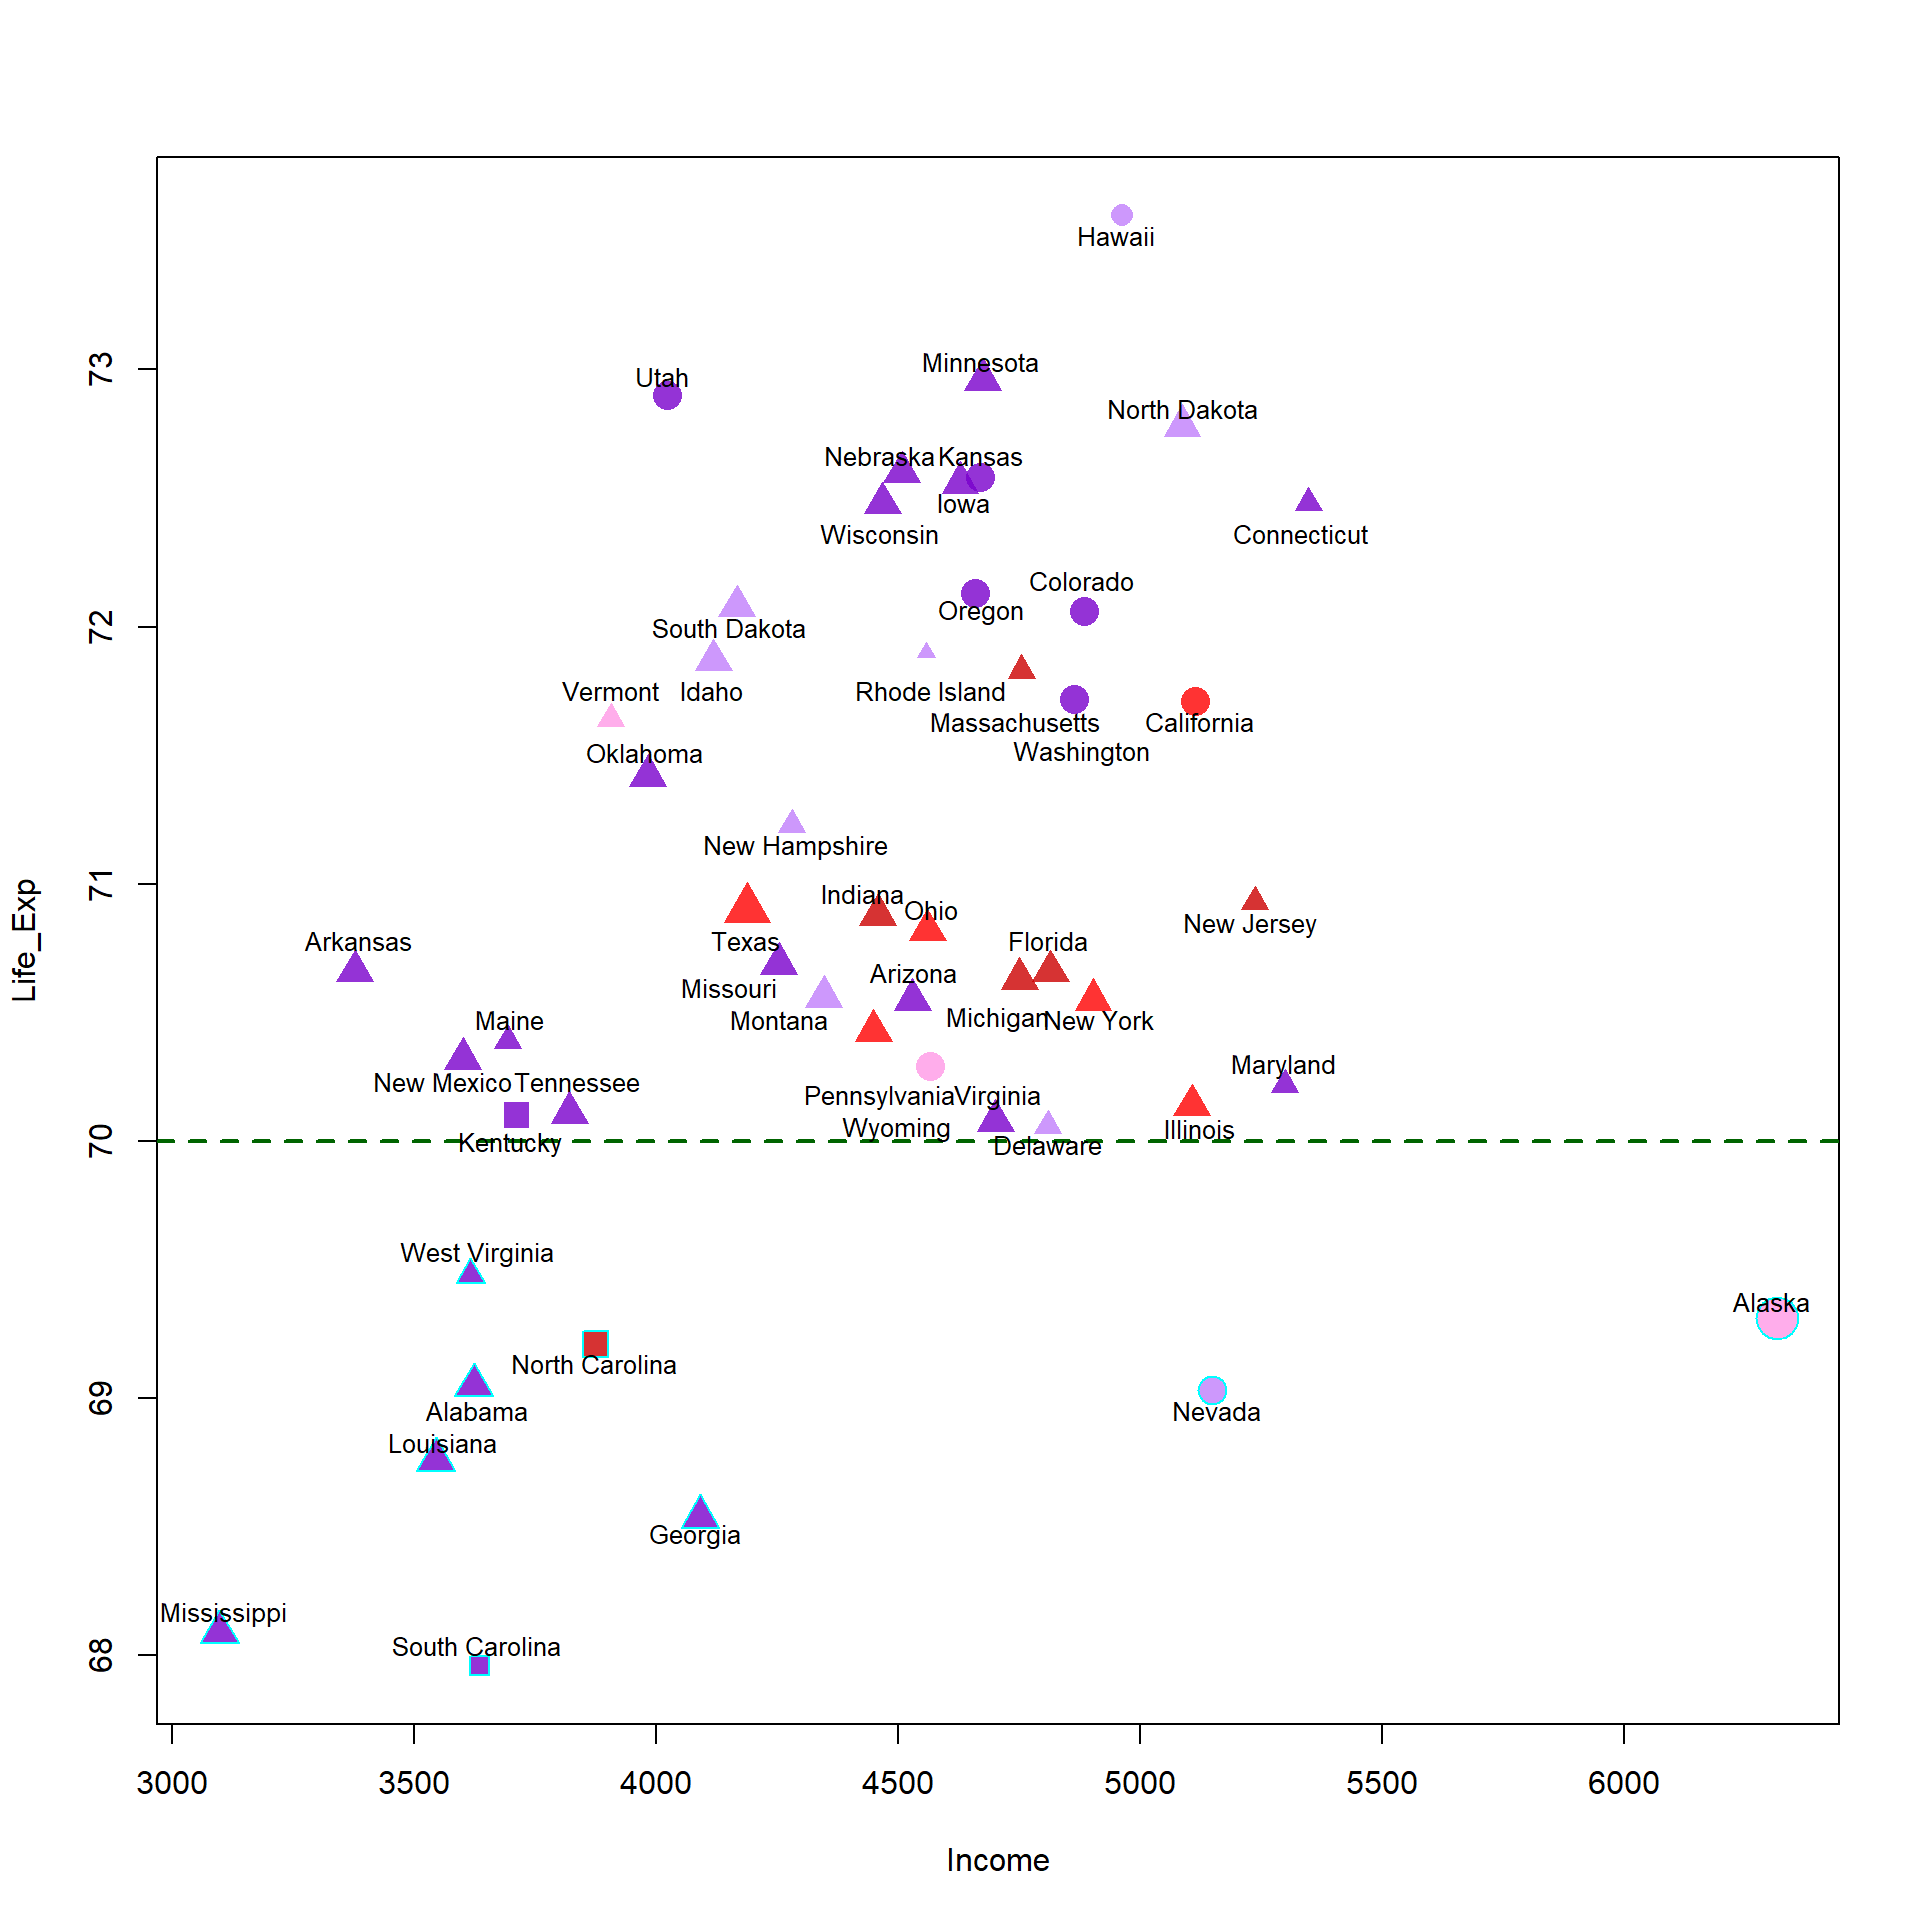 Hawaii
Minnesota
Utah
North Dakota
Nebraska Kansas
Iowa
Wisconsin
Connecticut
Colorado
Oregon
South Dakota
Vermont Idaho Rhode Island
Massachusetts California
Washington
Oklahoma
New Hampshire
Indiana
Ohio
New Jersey
Arkansas Texas Florida
Arizona
Missouri
Michigan
Maine Montana New York
Maryland
New Mexico Tennessee
Pennsylvania Virginia
Wyoming Illinois
Kentucky Delaware
West Virginia
Alaska
North Carolina
Alabama Nevada
Louisiana
Georgia
Mississippi
South Carolina
73
72
71
70
69
68
Life_Exp
3000 3500 4000 4500 5000 5500 6000
Income